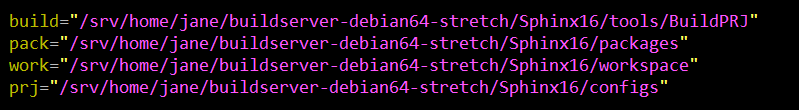 build="/srv/home/jane/buildserver-debian64-stretch/Sphinx16/tools/BuildPRJ"
pack="/srv/home/jane/buildserver-debian64-stretch/Sphinx16/packages"
work="/srv/home/jane/buildserver-debian64-stretch/Sphinx16/workspace"
prj="/srv/home/jane/buildserver-debian64-stretch/Sphinx16/configs"